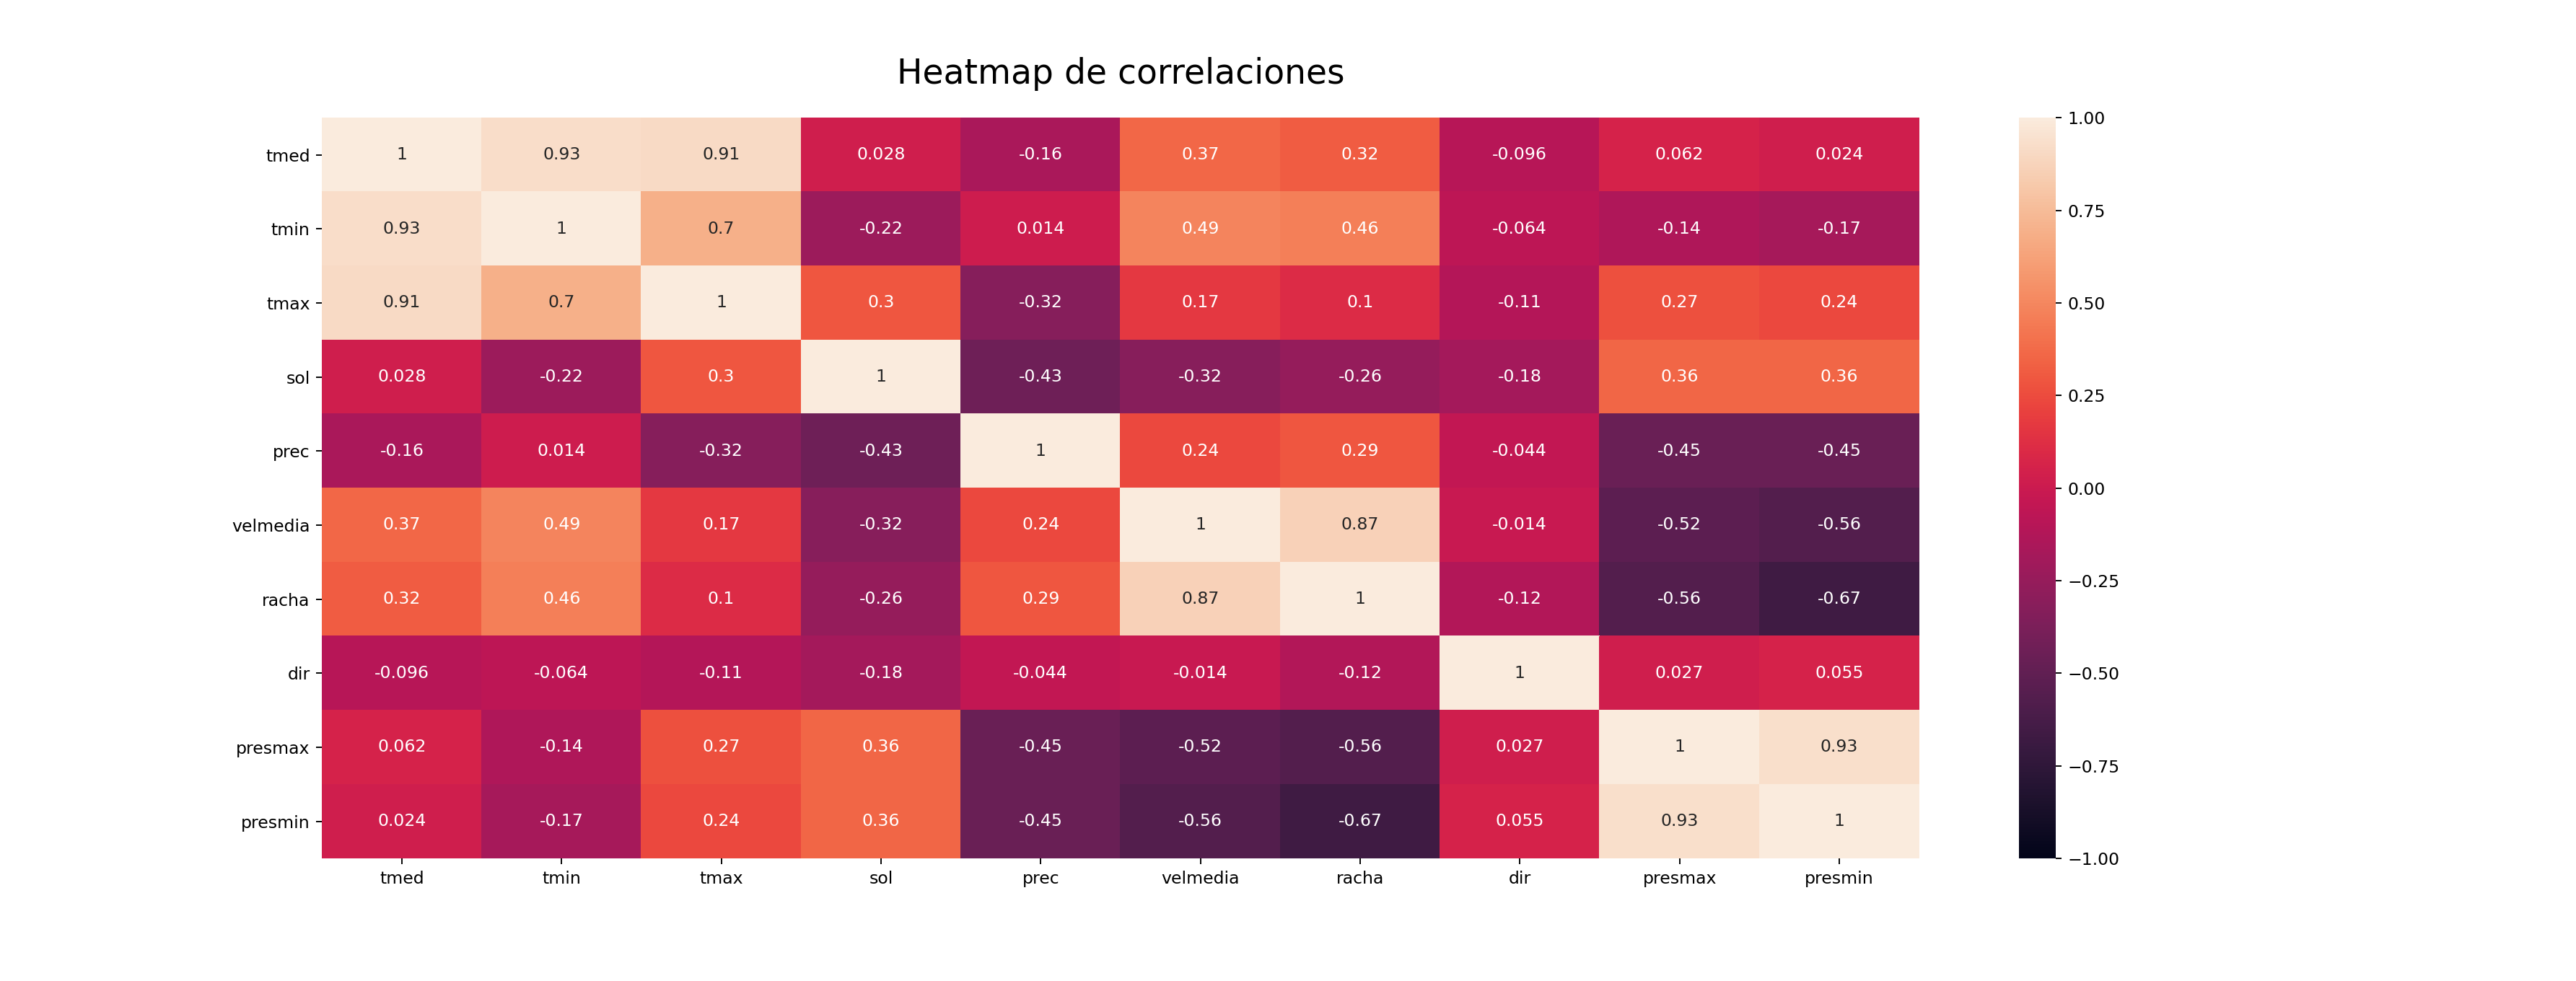 Heatmap de correlaciones
tmed 1 0.93 0.91 0.028 -0.16 0.37 0.32 -0.096 0.062 0.024
tmin 0.93 1 0.7 -0.22 0.014 0.49 0.46 -0.064 -0.14 -0.17
tmax 0.91 0.7 1 0.3 -0.32 0.17 0.1 -0.11 0.27 0.24
sol 0.028 -0.22 0.3 1 -0.43 -0.32 -0.26 -0.18 0.36 0.36
prec -0.16 0.014 -0.32 -0.43 1 0.24 0.29 -0.044 -0.45 -0.45
velmedia 0.37 0.49 0.17 -0.32 0.24 1 0.87 -0.014 -0.52 -0.56
racha 0.32 0.46 0.1 -0.26 0.29 0.87 1 -0.12 -0.56 -0.67
dir -0.096 -0.064 -0.11 -0.18 -0.044 -0.014 -0.12 1 0.027 0.055
presmax 0.062 -0.14 0.27 0.36 -0.45 -0.52 -0.56 0.027 1 0.93
presmin 0.024 -0.17 0.24 0.36 -0.45 -0.56 -0.67 0.055 0.93 1
tmed tmin tmax sol prec velmedia racha dir presmax presmin
1.00
0.75
0.50
0.25
0.00
−0.25
−0.50
−0.75
−1.00